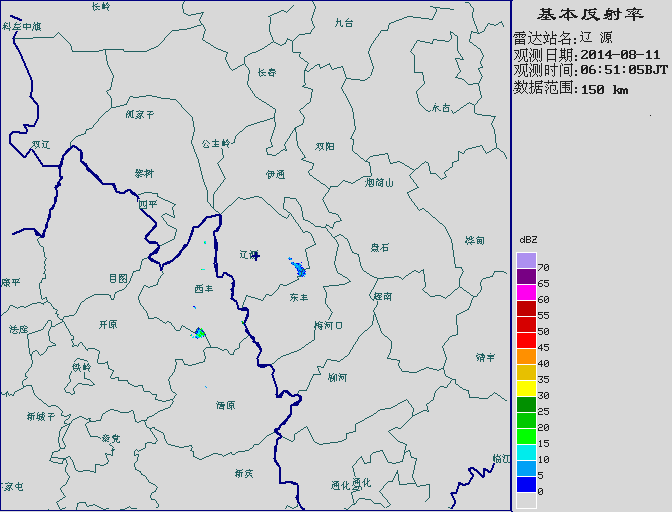 基本反射率
雷达站名:辽 源
观测日期:2014-08-11
观测时间:06:51:05BJT
数据范围:150 km
dBZ
70
65
60
55
50
45
40
35
30
25
20
15
10
5
0
长岭
九台
科左中旗
长春
永吉
孤家子
双辽
公主岭
双阳
梨树
伊通
烟筒山
四平
桦甸
盘石
辽源
昌图
康平
西丰
东丰
辉南
法库
开原
梅河口
靖宇
铁岭
柳河
新城子
清原
抚顺
临江
新宾
通化
通化